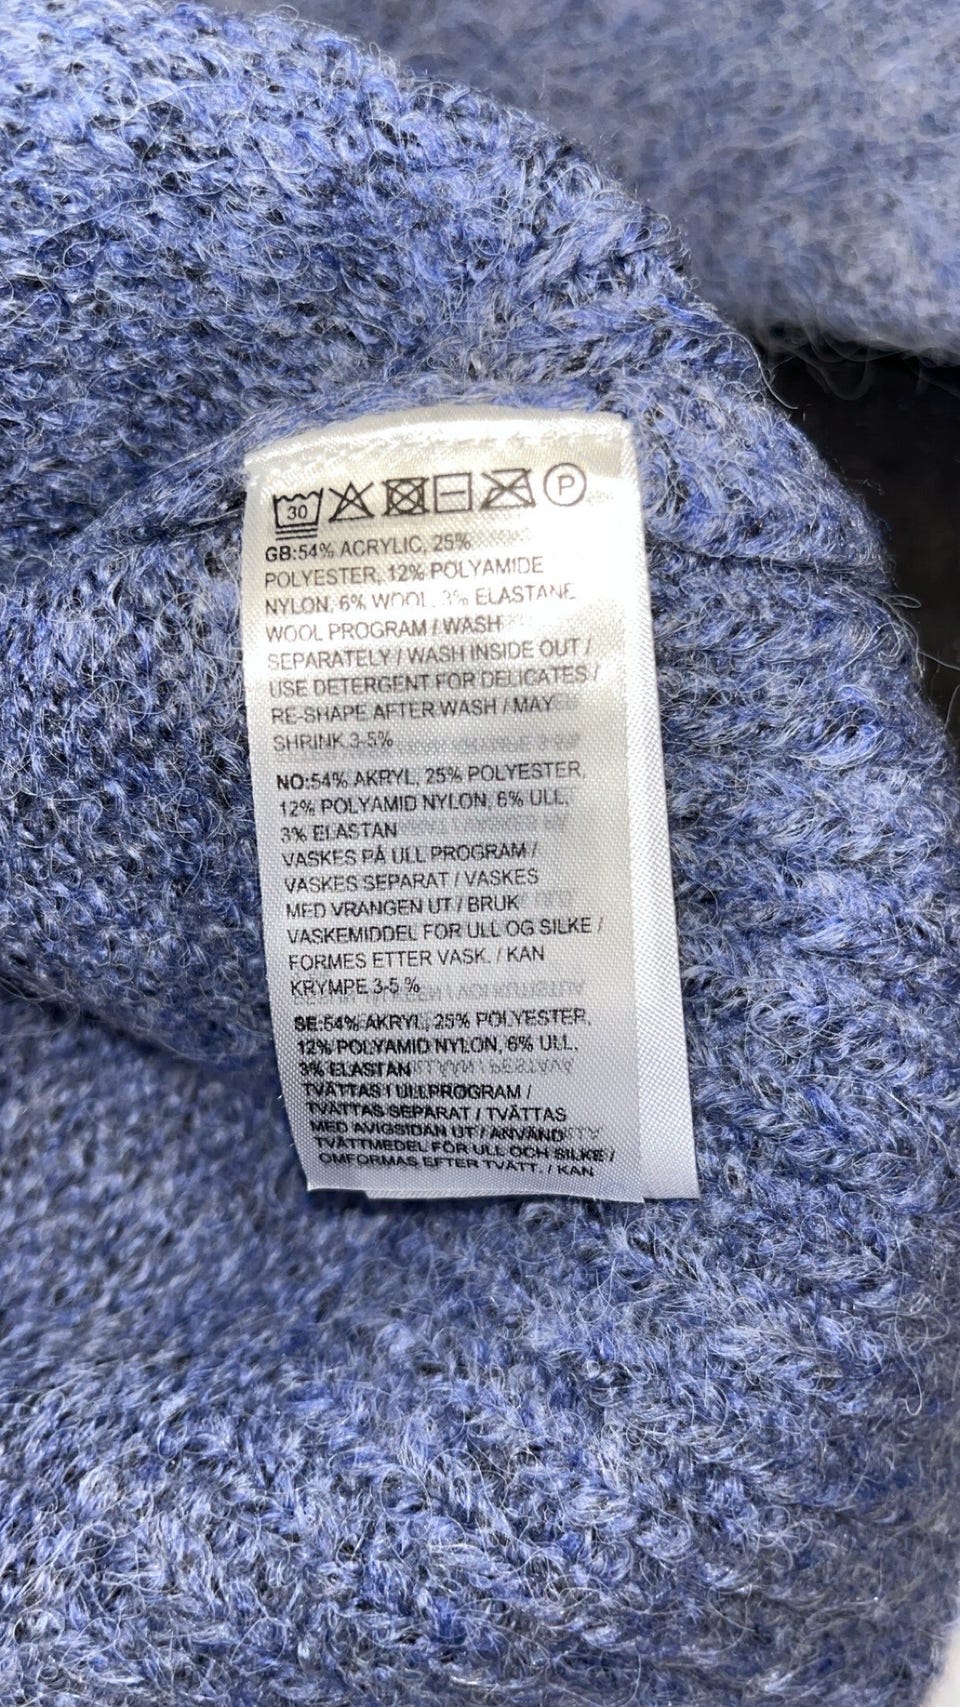 30 P
GB:54% ACRYLIC, 25%
POLYESTER, 12% POLYAMIDE
NYLON, 6% WOOL, 3% ELASTANE
WOOL PROGRAM / WASH
SEPARATELY / WASH INSIDE OUT /
USE DETERGENT FOR DELICATES /
RE-SHAPE AFTER WASH / MAY
SHRINK 3-5%
NO:54% AKRYL, 25% POLYESTER,
12% POLYAMID NYLON, 6% ULL,
3% ELASTAN
VASKES PÅ ULL PROGRAM /
VASKES SEPARAT / VASKES
MED VRANGEN UT / BRUK
VASKEMIDDEL FOR ULL OG SILKE /
FORMES ETTER VASK. / KAN
KRYMPE 3-5 %
SE:54% AKRYL, 25% POLYESTER,
12% POLYAMID NYLON, 6% ULL,
3% ELASTAN
TVÄTTAS I ULLPROGRAM /
TVÄTTAS SEPARAT / TVÄTTAS
MED AVIGSIDAN UT / ANVÄND
TVÄTTMEDEL FÖR ULL OCH SILKE /
OMFORMAS EFTER TVÄTT. / KAN